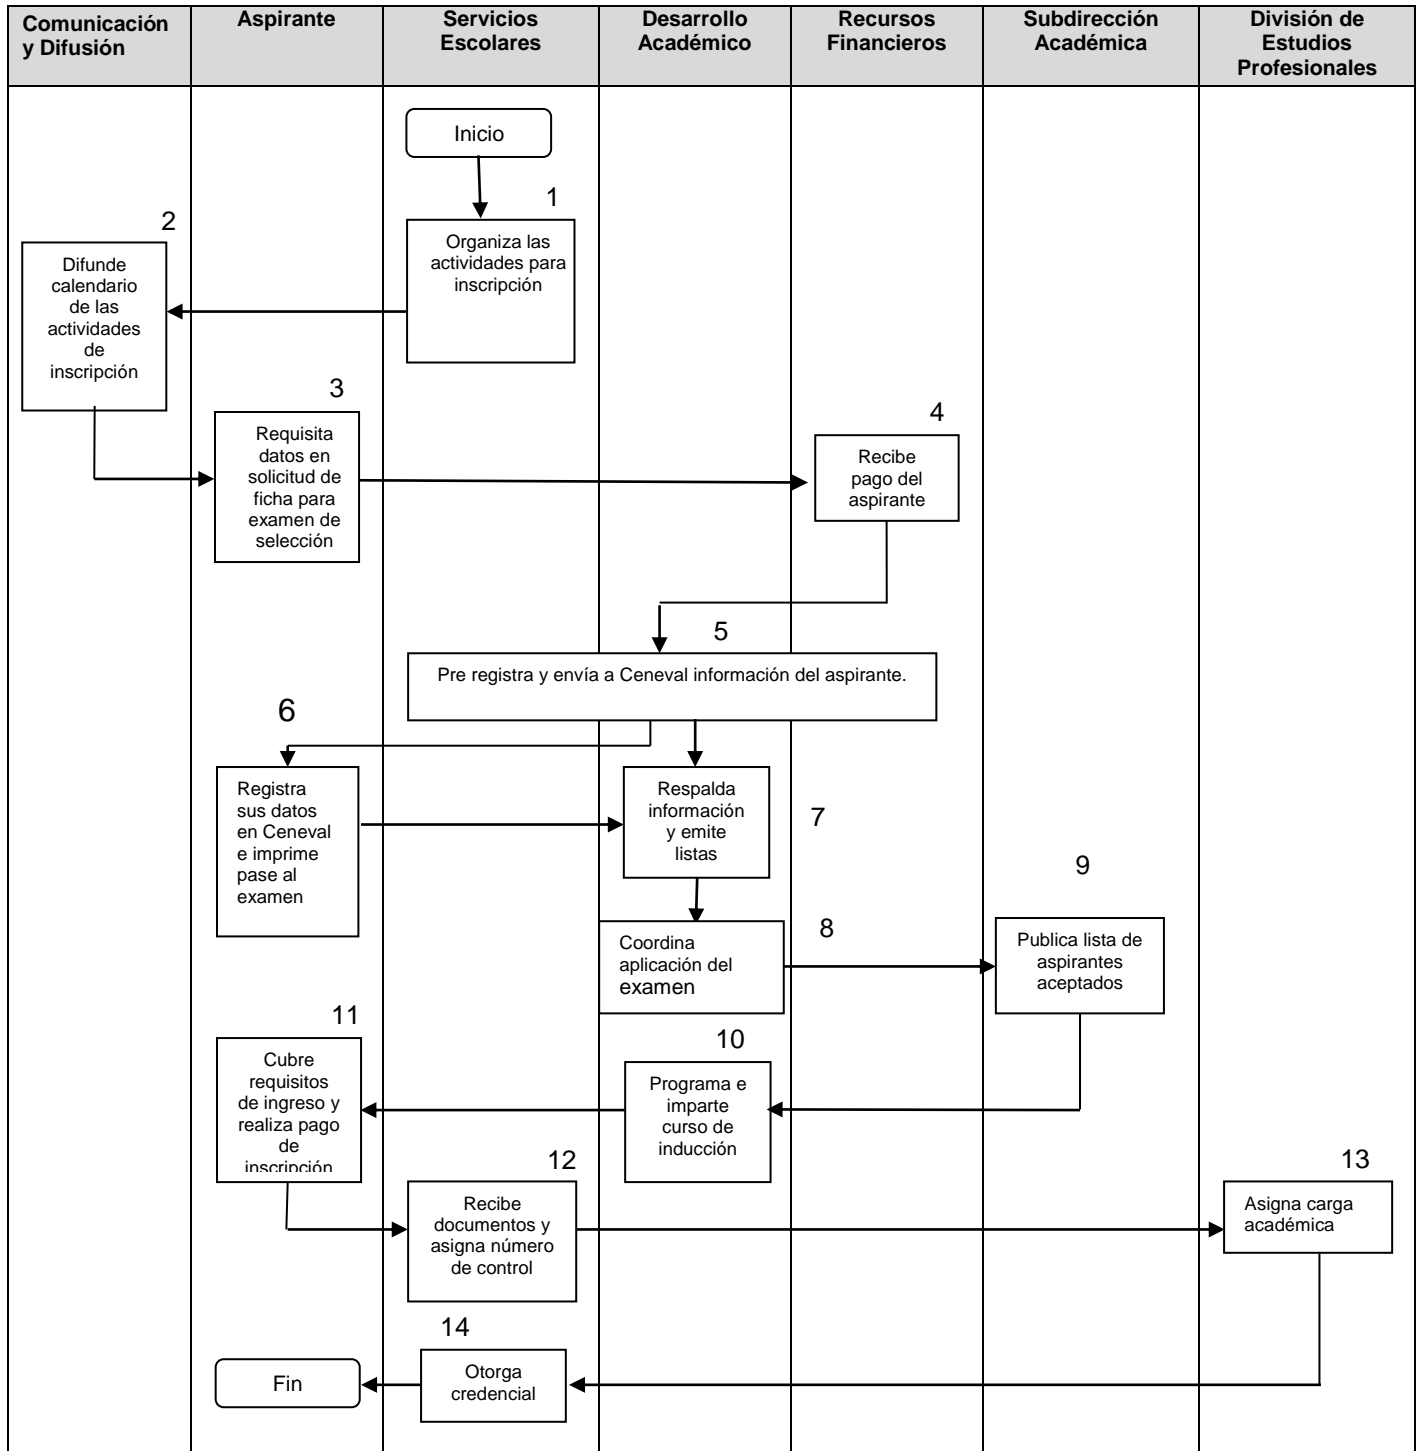 Comunicación
y Difusión
Aspirante
Servicios
Escolares
Desarrollo
Académico
Recursos
Financieros
Subdirección
Académica
División de
Estudios
Profesionales
Inicio
1
Organiza las
actividades para
inscripción
2
Difunde
calendario
de las
actividades
de
inscripción
3
Requisita
datos en
solicitud de
ficha para
examen de
selección
4
Recibe
pago del
aspirante
5
Pre registra y envía a Ceneval información del aspirante.
6
Registra
sus datos
en Ceneval
e imprime
pase al
examen
Respalda
información
y emite
listas
7
Coordina
aplicación del
examen
8
9
Publica lista de
aspirantes
aceptados
10
Programa e
imparte
curso de
inducción
11
Cubre
requisitos
de ingreso y
realiza pago
de
inscripción
12
Recibe
documentos y
asigna número
de control
13
Asigna carga
académica
14
Otorga
credencial
Fin